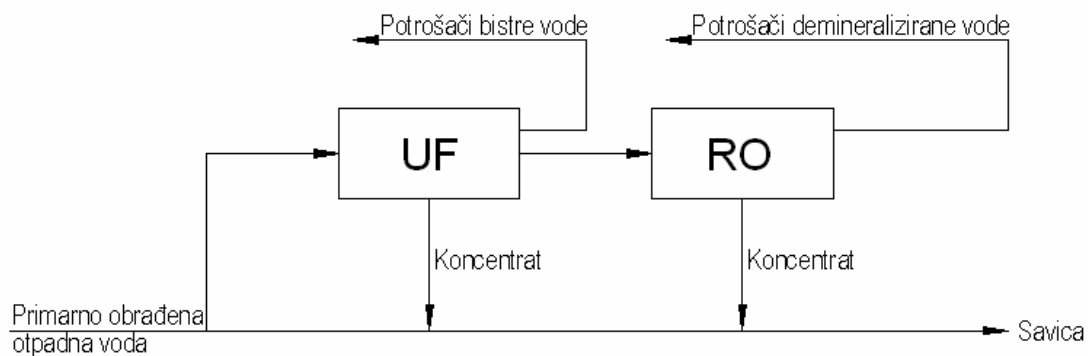 Potrošači bistre vode
Potrošači demineralizirane vode
UF
RO
Koncentrat
Koncentrat
Primarno obrađena
otpadna voda
Savica